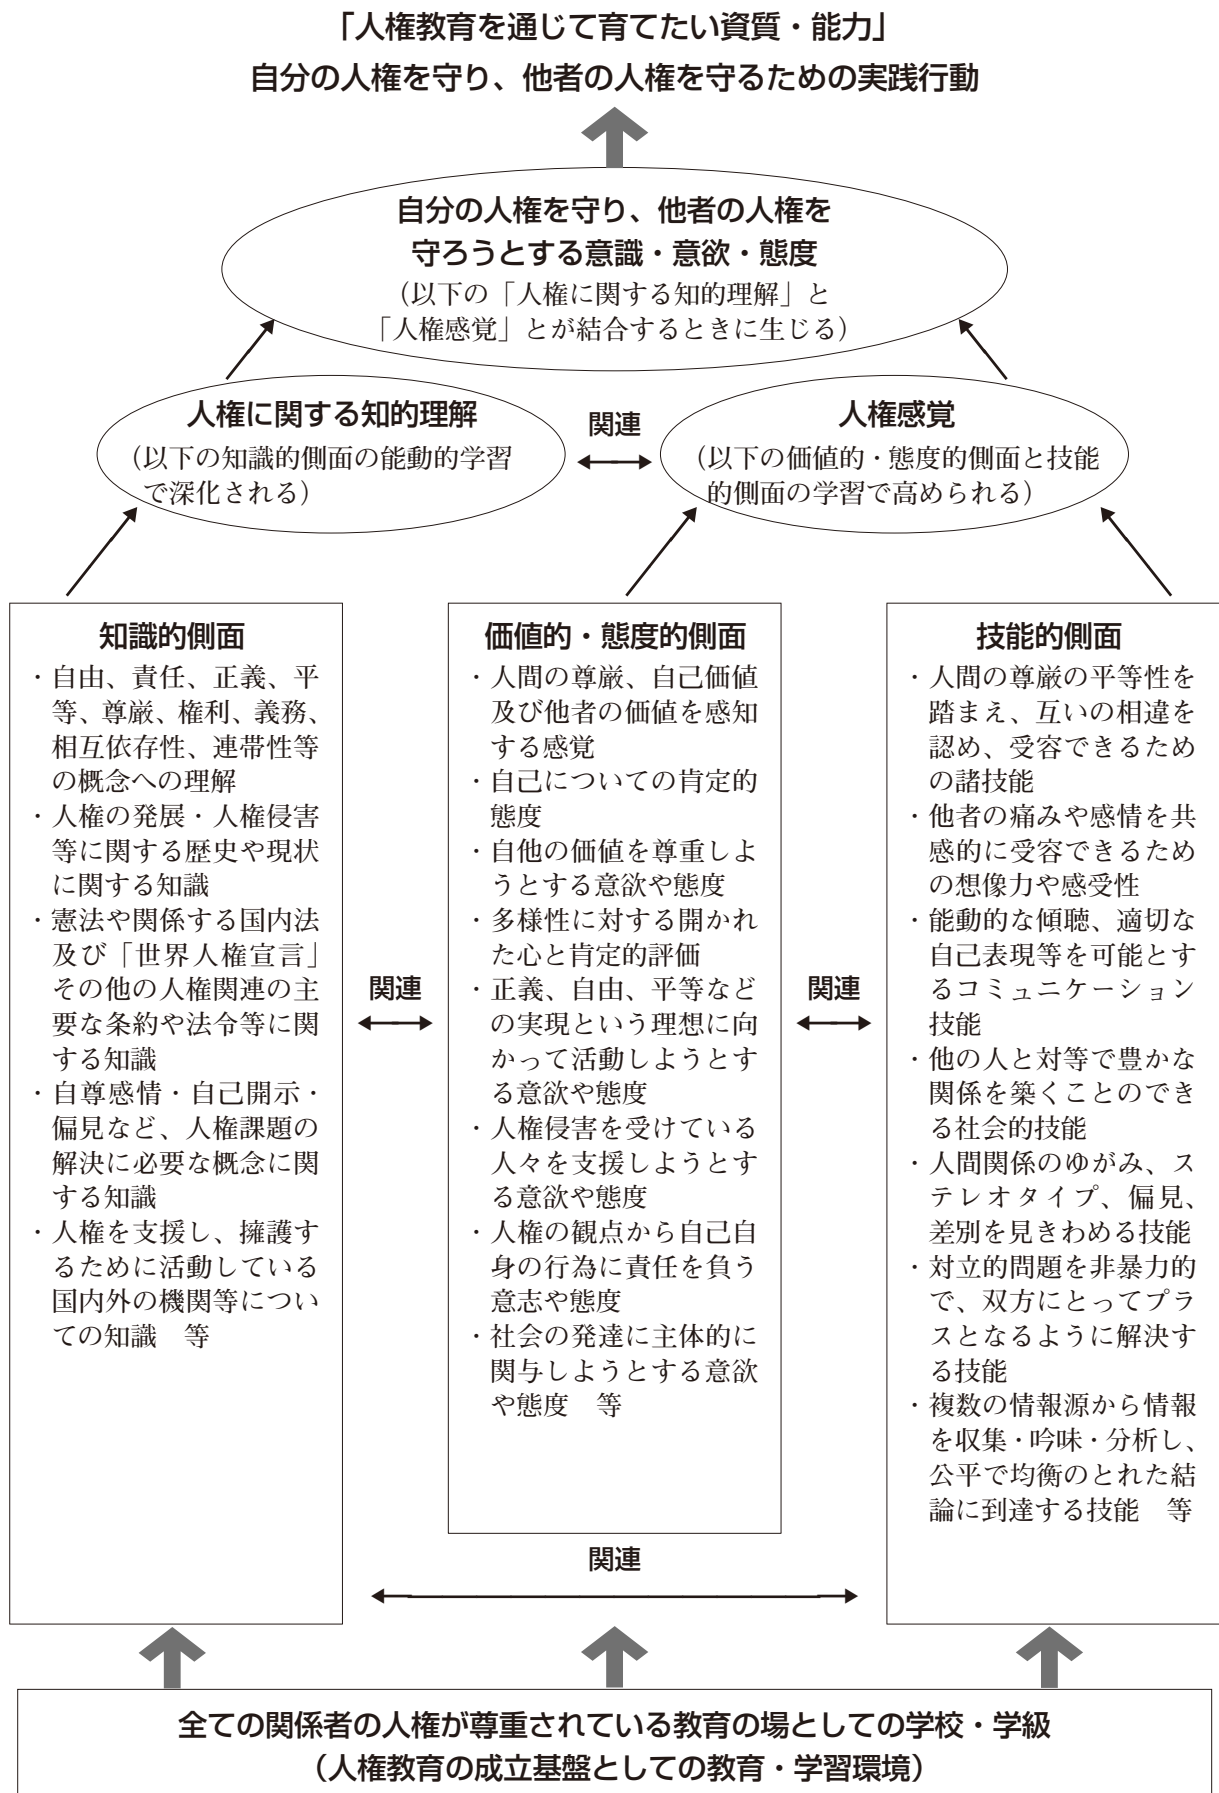 「人権教育を通じて育てたい資質・能力」
自分の人権を守り、他者の人権を守るための実践行動
自分の人権を守り、他者の人権を
守ろうとする意識・意欲・態度
（以下の「人権に関する知的理解」と
「人権感覚」とが結合するときに生じる）
人権に関する知的理解
（以下の知識的側面の能動的学習
で深化される）
関連
人権感覚
（以下の価値的・態度的側面と技能
的側面の学習で高められる）
知識的側面
・自由、責任、正義、平
等、尊厳、権利、義務、
相互依存性、連帯性等
の概念への理解
・人権の発展・人権侵害
等に関する歴史や現状
に関する知識
・憲法や関係する国内法
及び「世界人権宣言」
その他の人権関連の主
要な条約や法令等に関
する知識
・自尊感情・自己開示・
偏見など、人権課題の
解決に必要な概念に関
する知識
・人権を支援し、擁護す
るために活動している
国内外の機関等につい
ての知識　等
関連
価値的・態度的側面
・人間の尊厳、自己価値
及び他者の価値を感知
する感覚
・自己についての肯定的
態度
・自他の価値を尊重しよ
うとする意欲や態度
・多様性に対する開かれ
た心と肯定的評価
・正義、自由、平等など
の実現という理想に向
かって活動しようとす
る意欲や態度
・人権侵害を受けている
人々を支援しようとす
る意欲や態度
・人権の観点から自己自
身の行為に責任を負う
意志や態度
・社会の発達に主体的に
関与しようとする意欲
や態度　等
関連
技能的側面
・人間の尊厳の平等性を
踏まえ、互いの相違を
認め、受容できるため
の諸技能
・他者の痛みや感情を共
感的に受容できるため
の想像力や感受性
・能動的な傾聴、適切な
自己表現等を可能とす
るコミュニケーション
技能
・他の人と対等で豊かな
関係を築くことのでき
る社会的技能
・人間関係のゆがみ、ス
テレオタイプ、偏見、
差別を見きわめる技能
・対立的問題を非暴力的
で、双方にとってプラ
スとなるように解決す
る技能
・複数の情報源から情報
を収集・吟味・分析し、
公平で均衡のとれた結
論に到達する技能　等
関連
全ての関係者の人権が尊重されている教育の場としての学校・学級
（人権教育の成立基盤としての教育・学習環境）